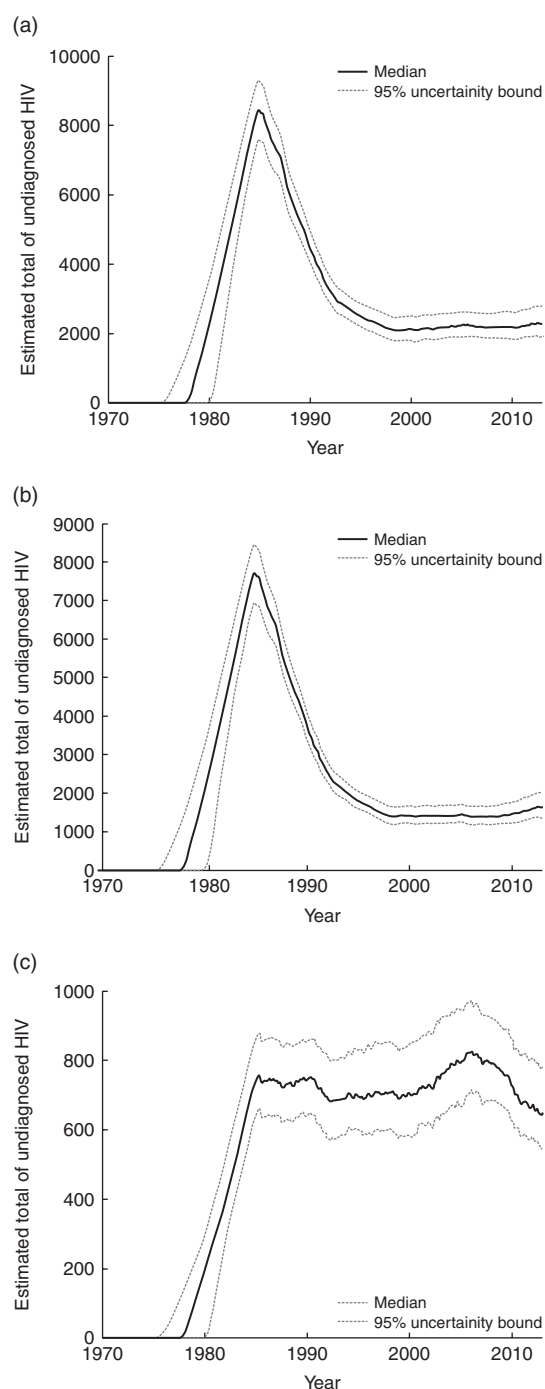 (a)
10000
8000
6000
4000
2000
0
Estimated total of undiagnosed HIV
Median
95% uncertainity bound
1970 1980 1990 2000 2010
Year
(b)
9000
8000
7000
6000
5000
4000
3000
2000
1000
0
Estimated total of undiagnosed HIV
Median
95% uncertainity bound
1970 1980 1990 2000 2010
Year
(c)
1000
800
600
400
200
0
Estimated total of undiagnosed HIV
Median
95% uncertainity bound
1970 1980 1990 2000 2010
Year